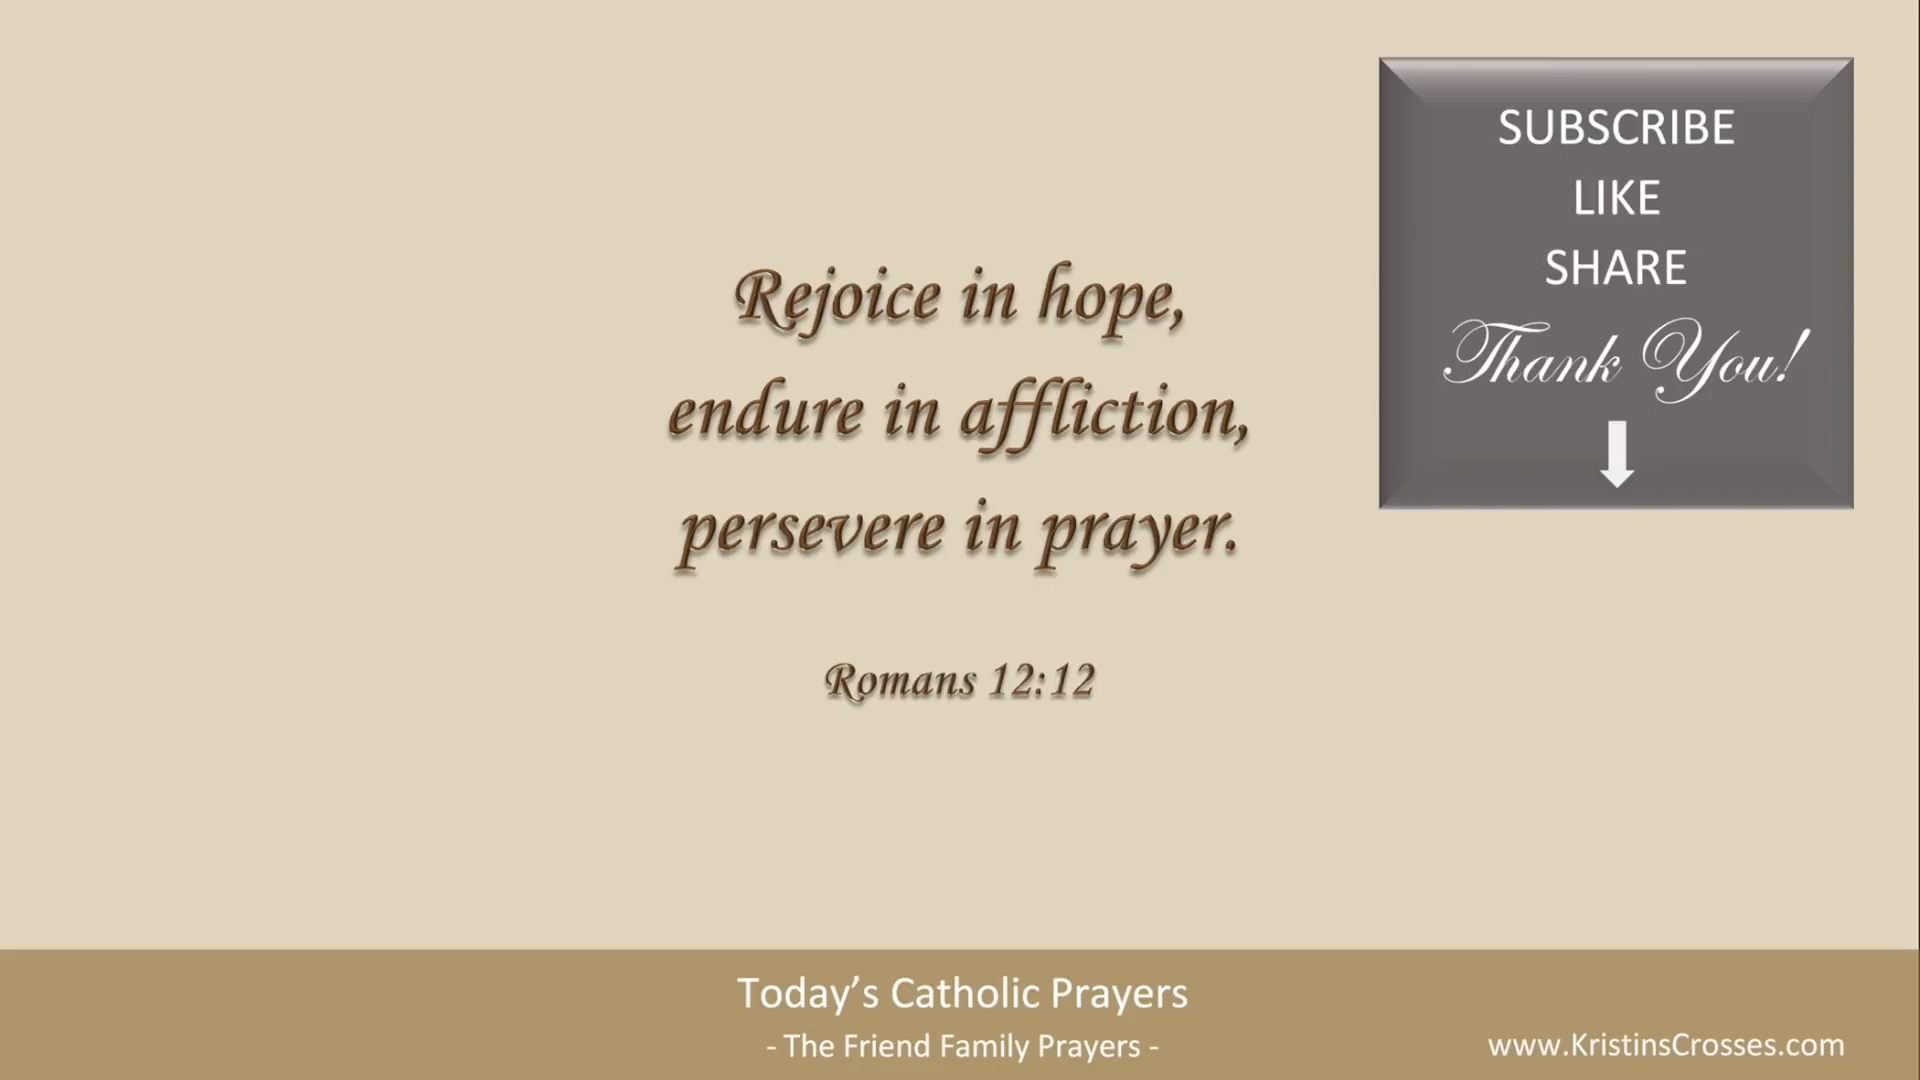 Rejoice in hope,
endure in affliction,
persevere in prayer.
Romans 12:12
SUBSCRIBE
LIKE
SHARE
Thank You!
Today’s Catholic Prayers
- The Friend Family Prayers -
www.KristinsCrosses.com